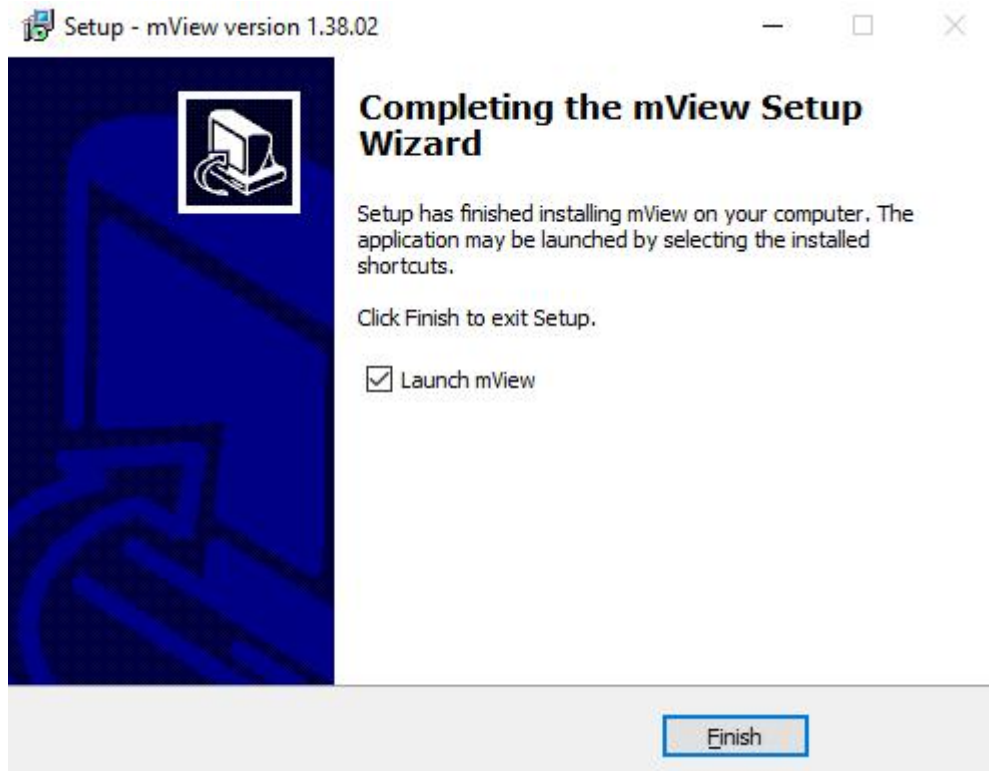 Setup - mView version 1.38.02
Completing the mView Setup
Wizard
Setup has finished installing mView on your computer. The
application may be launched by selecting the installed
shortcuts.
Click Finish to exit Setup.
Launch mView
Finish